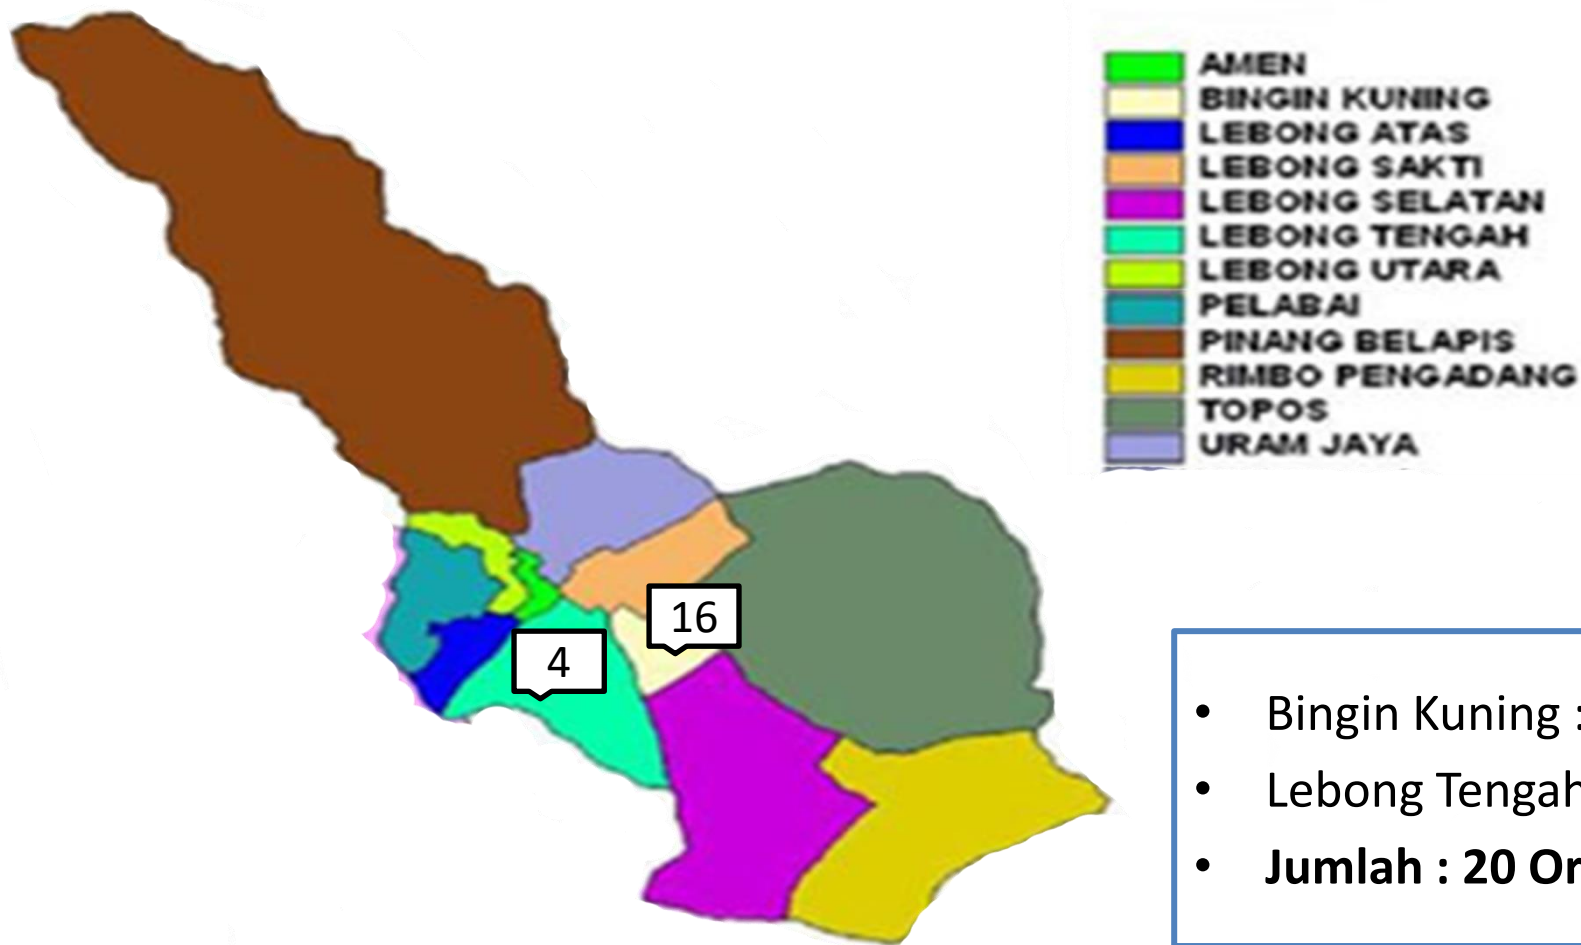 AMEN
BINGIN KUNING
LEBONG ATAS
LEBONG SAKTI
LEBONG SELATAN
LEBONG TENGAH
LEBONG UTARA
PELABAI
PINANG BELAPIS
RIMBO PENGADANG
TOPOS
URAM JAYA
16
4
• Bingin Kuning :
• Lebong Tengah
• Jumlah : 20 Or